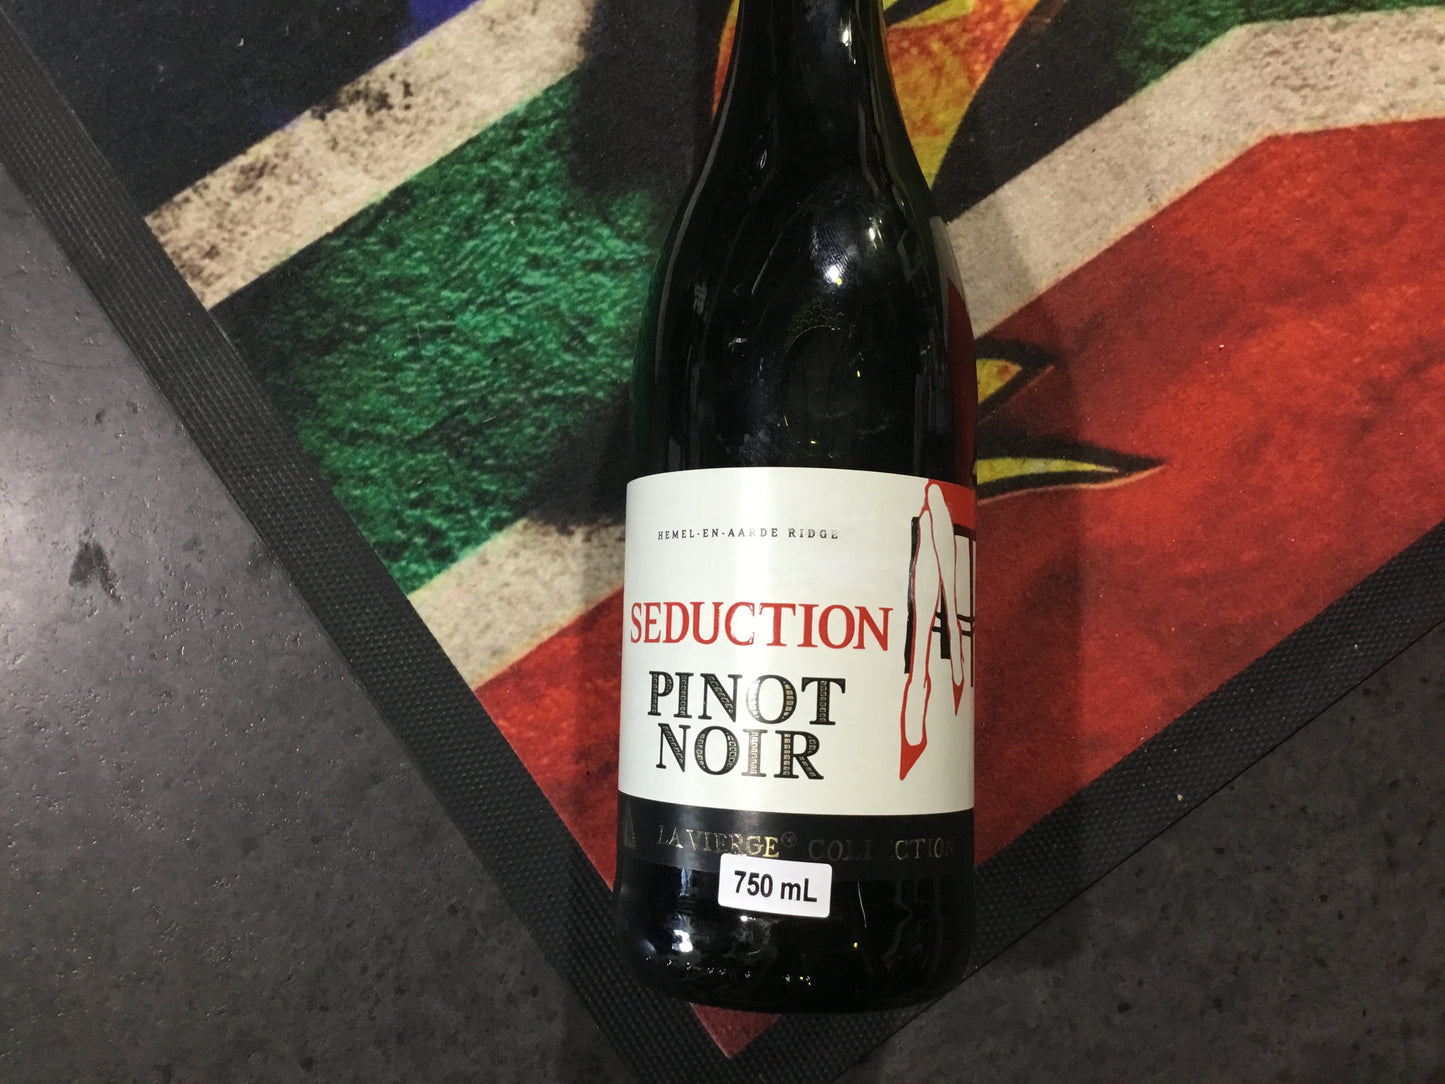 HEMEL-EN-AARDE RIDGE
SEDUCTION
PINOT
NOIR
LA VIERGE® COLLECTION
750 mL